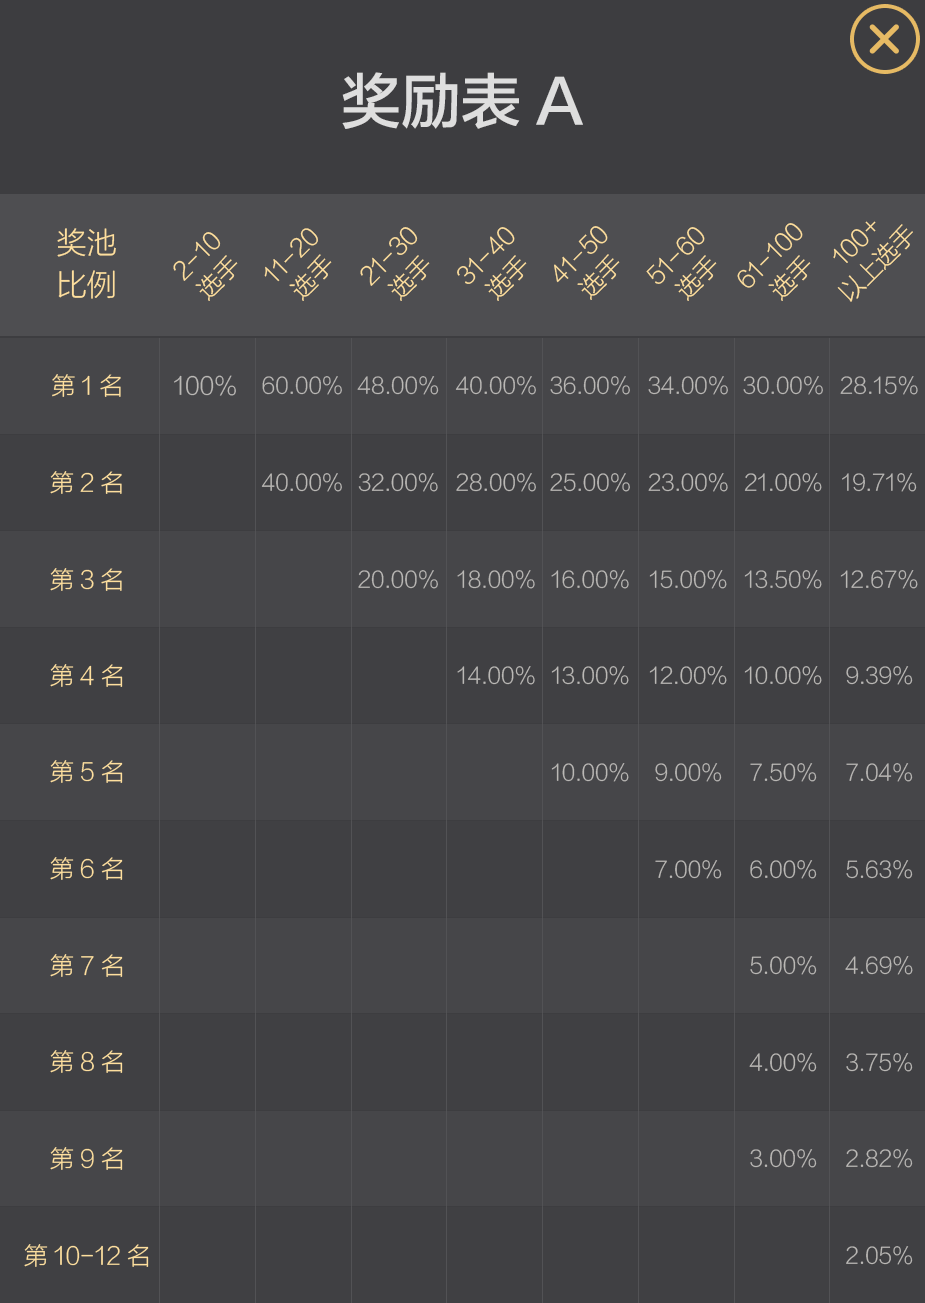 奖励表 A
奖池
比例
2-10
选手
11-20
选手
21-30
选手
31-40
选手
41-50
选手
51-60
选手
61-100
选手
100+
以上选手
第 1 名 100% 60.00% 48.00% 40.00% 36.00% 34.00% 30.00% 28.15%
第 2 名 40.00% 32.00% 28.00% 25.00% 23.00% 21.00% 19.71%
第 3 名 20.00% 18.00% 16.00% 15.00% 13.50% 12.67%
第 4 名 14.00% 13.00% 12.00% 10.00% 9.39%
第 5 名 10.00% 9.00% 7.50% 7.04%
第 6 名 7.00% 6.00% 5.63%
第 7 名 5.00% 4.69%
第 8 名 4.00% 3.75%
第 9 名 3.00% 2.82%
第 10-12 名 2.05%